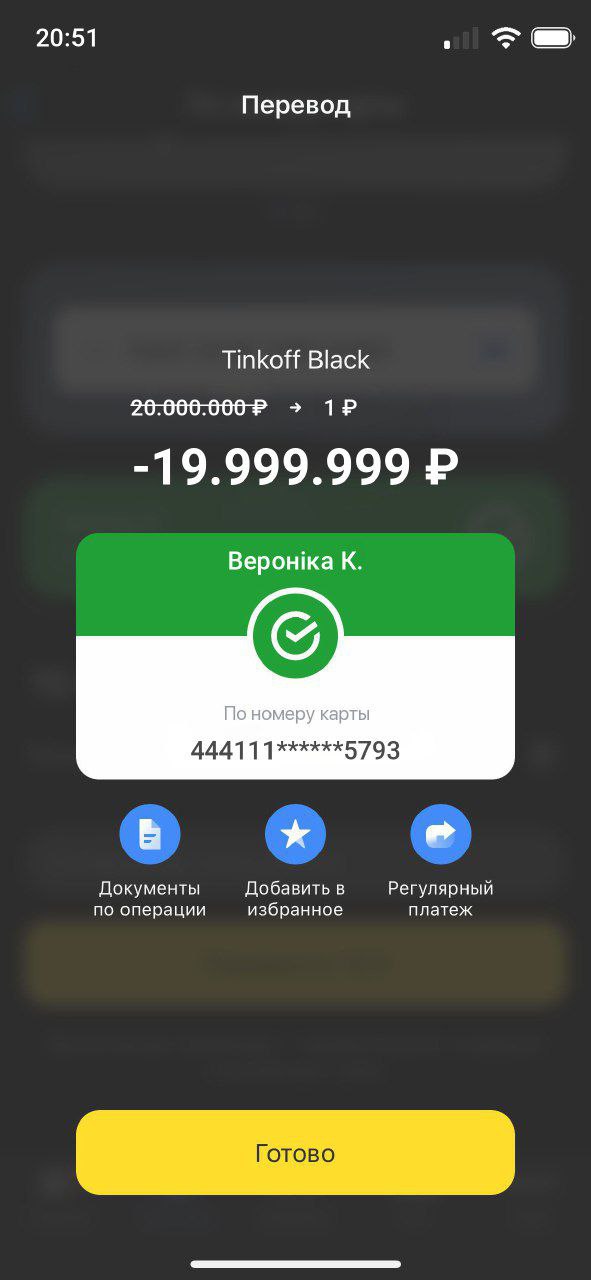 20:51
Перевод
Tinkoff Black
20.000.000 ₽ → 1 ₽
-19.999.999 ₽
Вероніка К.
По номеру карты
444111******5793
Документы
по операции
Добавить в
избранное
Регулярный
платеж
Готово